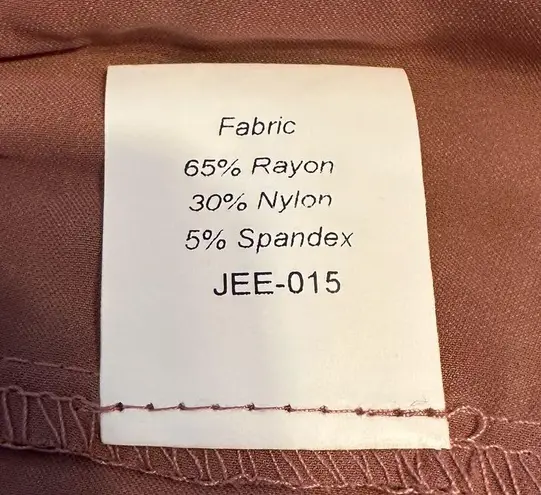 Fabric
65% Rayon
30% Nylon
5% Spandex
JEE-015